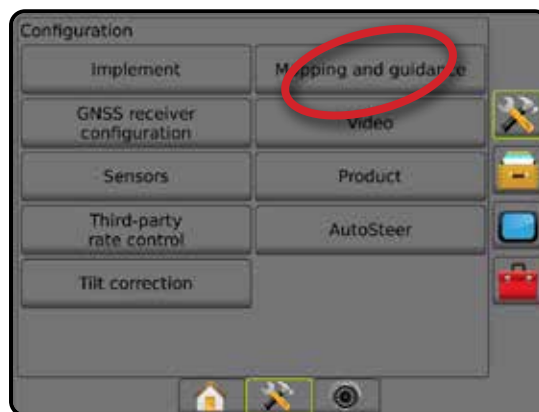 Configuration
Implement
Mapping and guidance
GNSS receiver
configuration
Video
Sensors
Product
Third-party
rate control
AutoSteer
Tilt correction